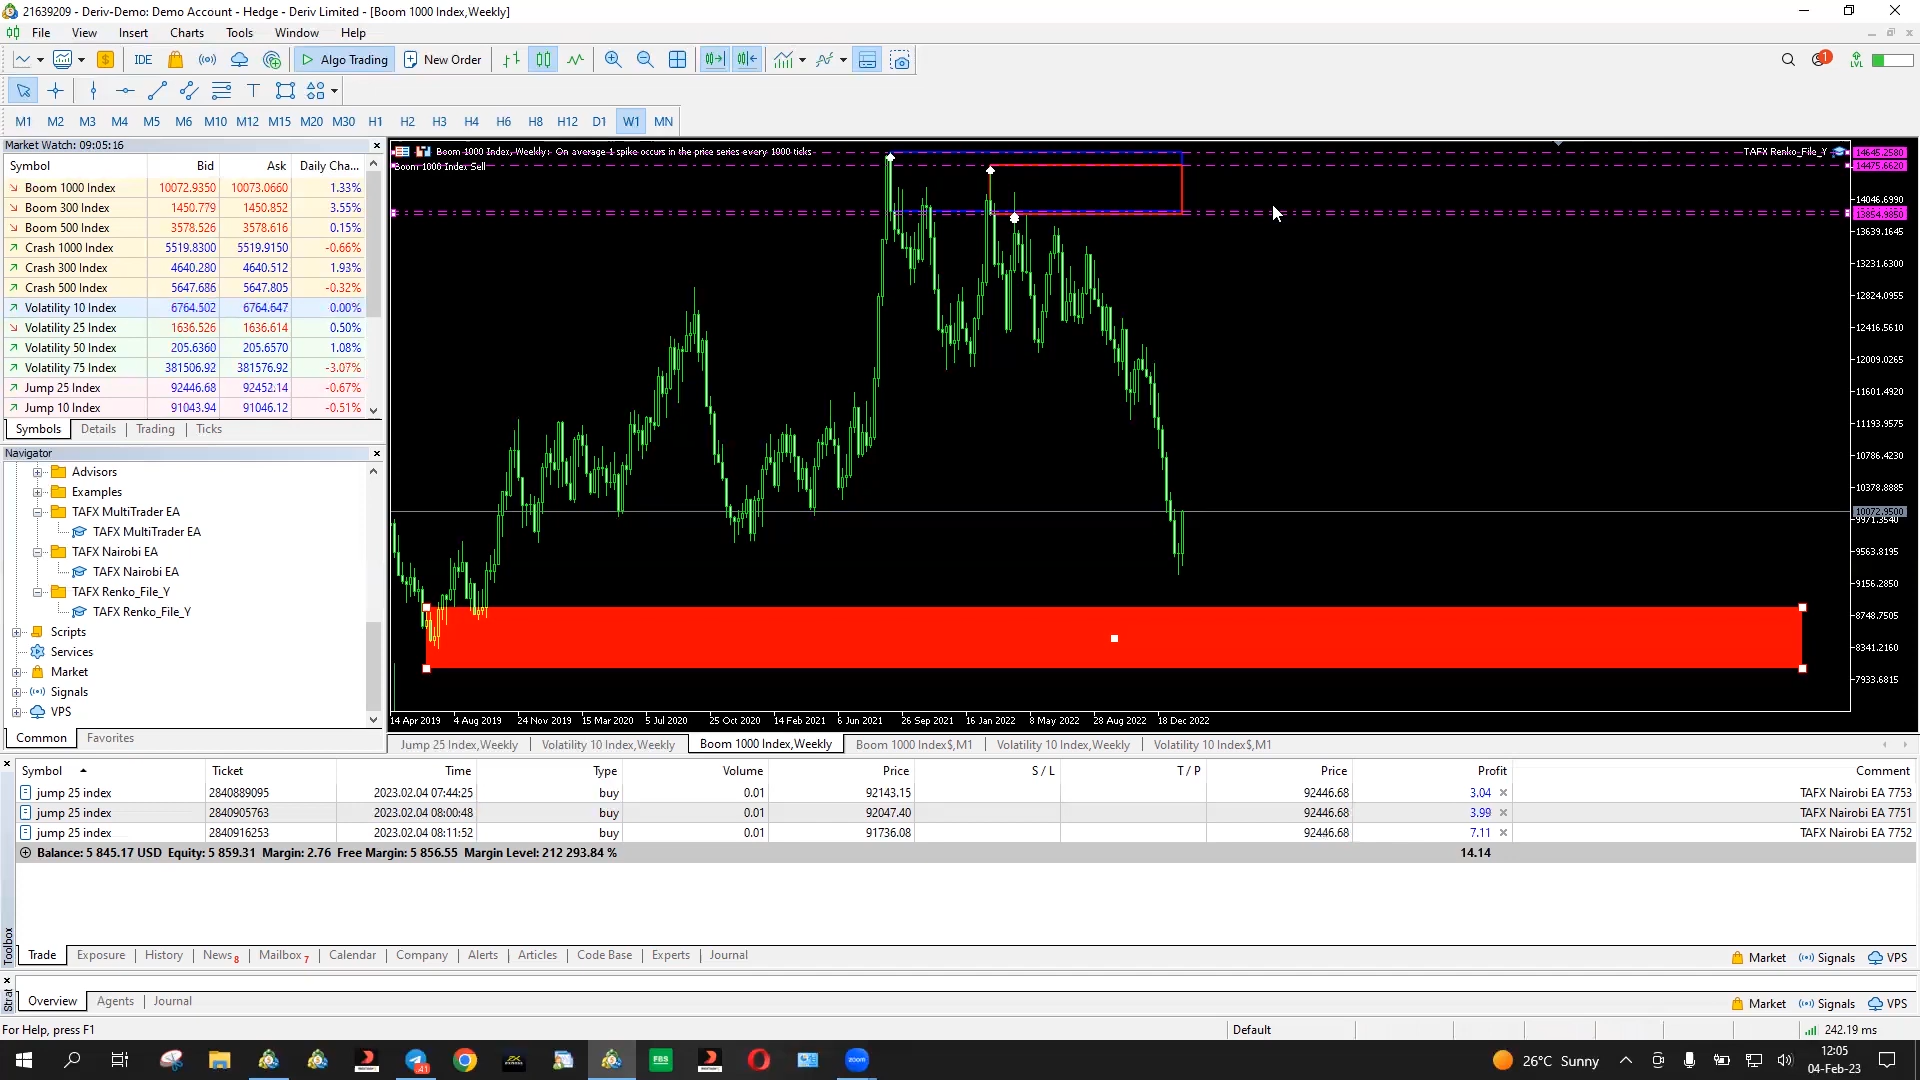 21639209 - Deriv-Demo: Demo Account - Hedge - Deriv Limited - [Boom 1000 Index,Weekly]
File View Insert Charts Tools Window Help
IDE Algo Trading New Order 1 LVL
M1 M2 M3 M4 M5 M6 M10 M12 M15 M20 M30 H1 H2 H3 H4 H6 H8 H12 D1 W1 MN
Market Watch: 09:05:16
Symbol Bid Ask Daily Cha...
Boom 1000 Index 10072.9350 10073.0660 1.33%
Boom 300 Index 1450.779 1450.852 3.55%
Boom 500 Index 3578.526 3578.616 0.15%
Crash 1000 Index 5519.8300 5519.9150 -0.66%
Crash 300 Index 4640.280 4640.512 1.93%
Crash 500 Index 5647.686 5647.805 -0.32%
Volatility 10 Index 6764.502 6764.647 0.00%
Volatility 25 Index 1636.526 1636.614 0.50%
Volatility 50 Index 205.6360 205.6570 1.08%
Volatility 75 Index 381506.92 381576.92 -3.07%
Jump 25 Index 92446.68 92452.14 -0.67%
Jump 10 Index 91043.94 91046.12 -0.51%
Symbols Details Trading Ticks
Navigator
Advisors
Examples
TAFX MultiTrader EA
TAFX MultiTrader EA
TAFX Nairobi EA
TAFX Nairobi EA
TAFX Renko_File_Y
TAFX Renko_File_Y
Scripts
Services
Market
Signals
VPS
Common Favorites
Boom 1000 Index, Weekly: On average 1 spike occurs in the price series every 1000 ticks
Boom 1000 Index Sell
TAFX Renko_File_Y
14645.2580
14475.6620
14046.6990
13854.9850
13639.1645
13231.6300
12824.0955
12416.5610
12009.0265
11601.4920
11193.9575
10786.4230
10378.8885
10072.9500
9971.3540
9563.8195
9156.2850
8748.7505
8341.2160
7933.6815
14 Apr 2019 4 Aug 2019 24 Nov 2019 15 Mar 2020 5 Jul 2020 25 Oct 2020 14 Feb 2021 6 Jun 2021 26 Sep 2021 16 Jan 2022 8 May 2022 28 Aug 2022 18 Dec 2022
Jump 25 Index,Weekly Volatility 10 Index,Weekly Boom 1000 Index,Weekly Boom 1000 Index$,M1 Volatility 10 Index,Weekly Volatility 10 Index$,M1
Symbol Ticket Time Type Volume Price S / L T / P Price Profit Comment
jump 25 index 2840889095 2023.02.04 07:44:25 buy 0.01 92143.15 92446.68 3.04 TAFX Nairobi EA 7753
jump 25 index 2840905763 2023.02.04 08:00:48 buy 0.01 92047.40 92446.68 3.99 TAFX Nairobi EA 7751
jump 25 index 2840916253 2023.02.04 08:11:52 buy 0.01 91736.08 92446.68 7.11 TAFX Nairobi EA 7752
Balance: 5 845.17 USD Equity: 5 859.31 Margin: 2.76 Free Margin: 5 856.55 Margin Level: 212 293.84 % 14.14
Toolbox
Trade Exposure History News 8 Mailbox 7 Calendar Company Alerts Articles Code Base Experts Journal
Market Signals VPS
Strat
Overview Agents Journal
Market Signals VPS
For Help, press F1 Default 242.19 ms
41 FBS zoom 26°C Sunny 12:05
04-Feb-23